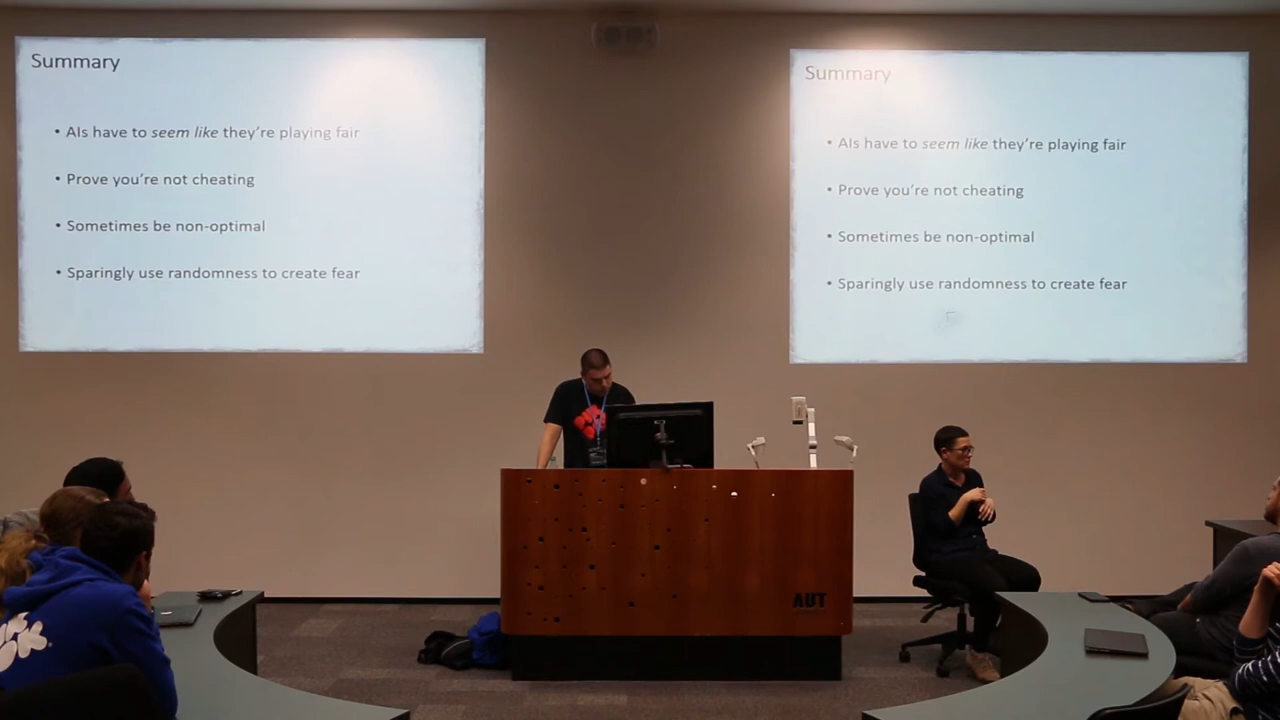 Summary
• AIs have to seem like they're playing fair
• Prove you're not cheating
• Sometimes be non-optimal
• Sparingly use randomness to create fear
Summary
• AIs have to seem like they're playing fair
• Prove you're not cheating
• Sometimes be non-optimal
• Sparingly use randomness to create fear
AUT